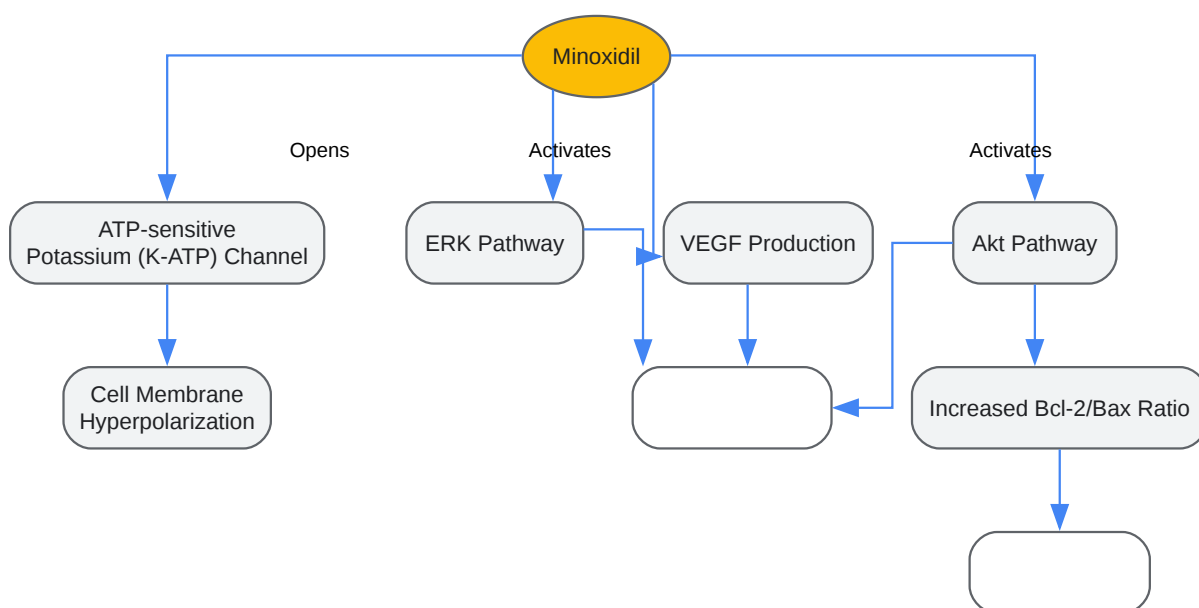 Minoxidil
Opens
Activates
Activates
ATP-sensitive
Potassium (K-ATP) Channel
ERK Pathway
VEGF Production
Akt Pathway
Cell Membrane
Hyperpolarization
Increased Bcl-2/Bax Ratio